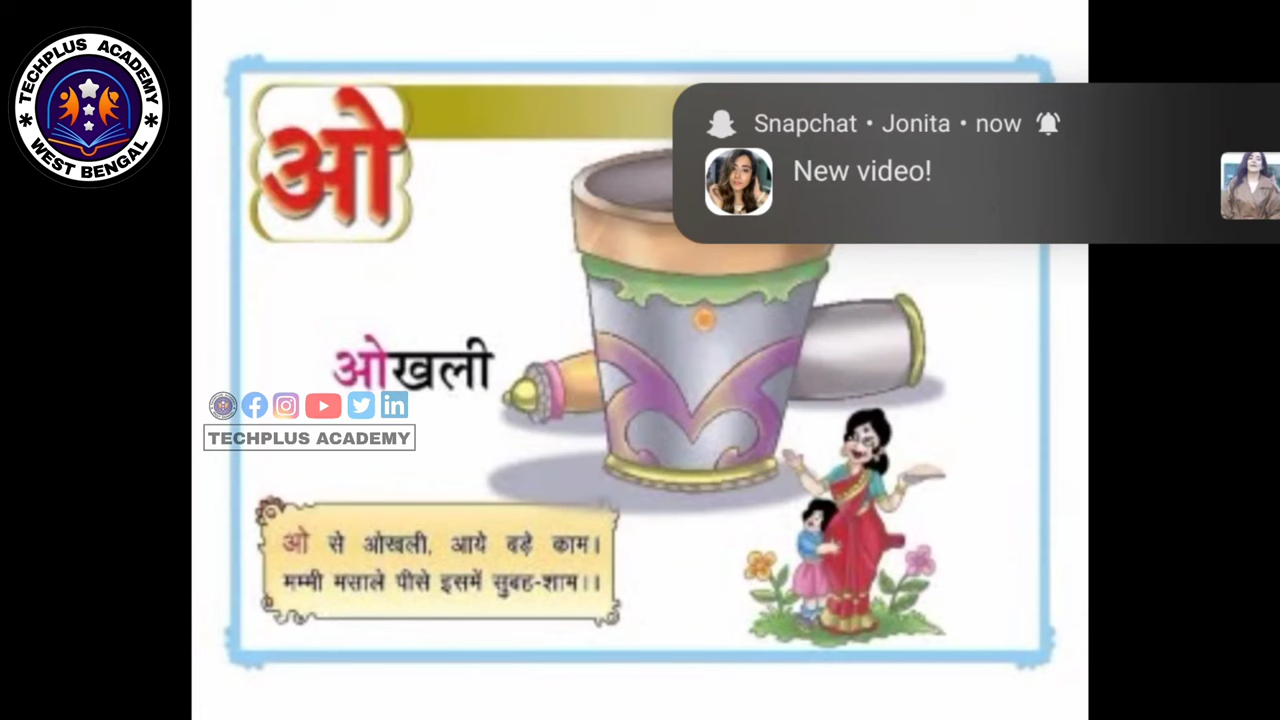 TECHPLUS ACADEMY
WEST BENGAL
ओ
Snapchat • Jonita • now
New video!
ओखली
TECHPLUS ACADEMY
ओ से ओखली, आये बड़े काम।
मम्मी मसाले पीसे इसमें सुबह-शाम।।